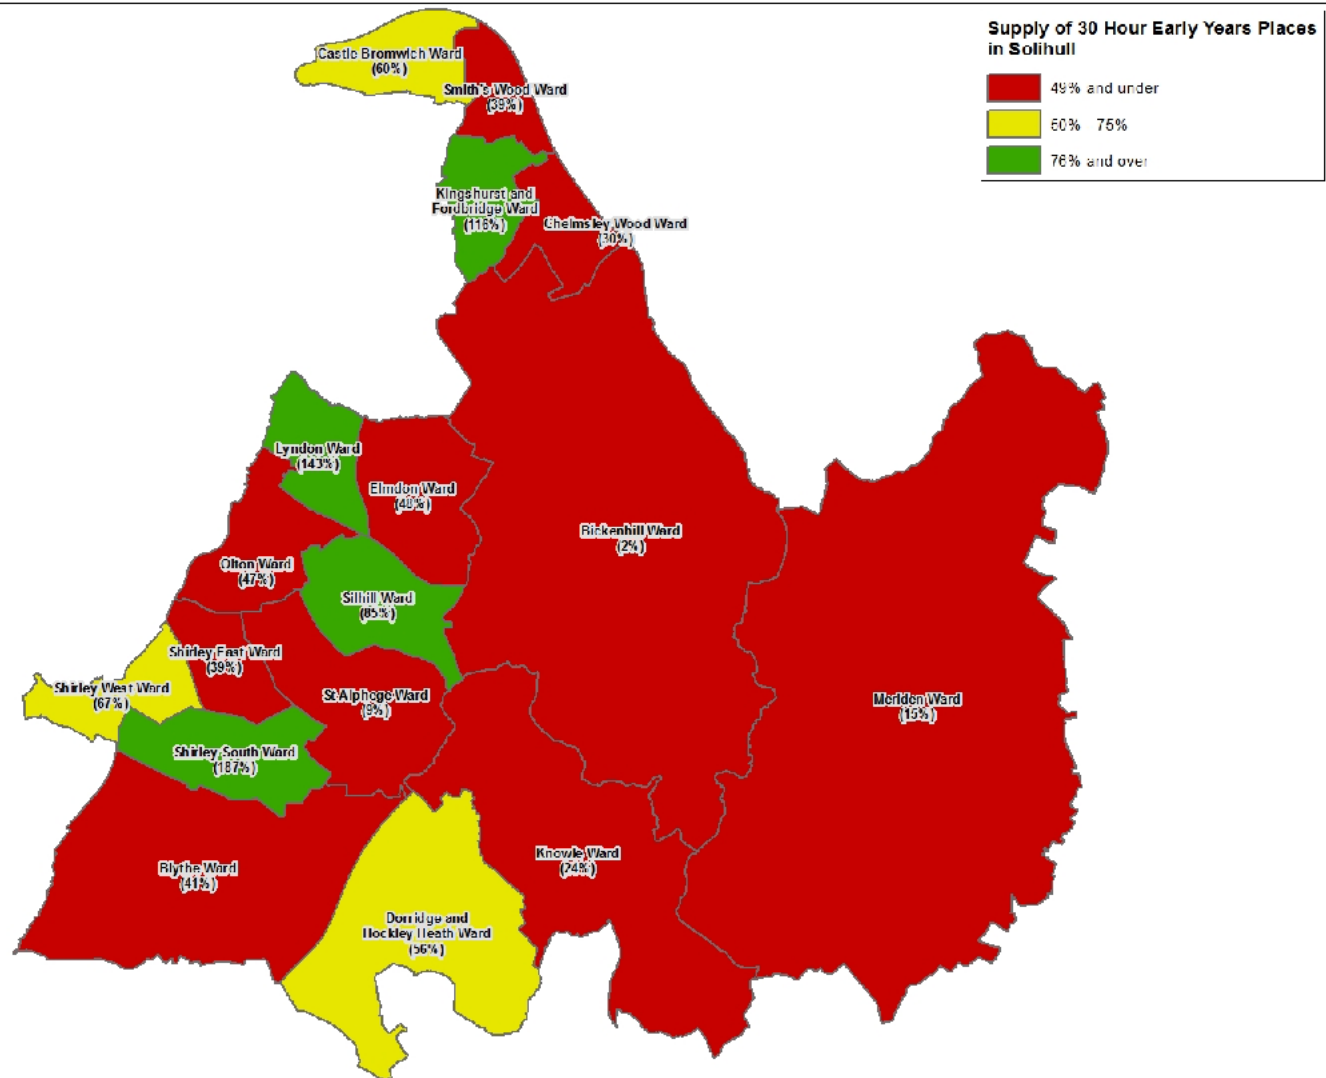 Supply of 30 Hour Early Years Places
in Solihull
49% and under
50% 75%
76% and over
Castle Bromwich Ward
(60%)
Smith's Wood Ward
(39%)
Kingshurst and
Fordbridge Ward
(116%)
Chelmsley Wood Ward
(30%)
Lyndon Ward
(143%)
Elmdon Ward
(48%)
Bickenhill Ward
(2%)
Olton Ward
(47%)
Silhill Ward
(85%)
Shirley East Ward
(39%)
Shirley West Ward
(67%)
St Alphege Ward
(9%)
Meriden Ward
(15%)
Shirley South Ward
(187%)
Blythe Ward
(41%)
Knowle Ward
(24%)
Dorridge and
Hockley Heath Ward
(56%)